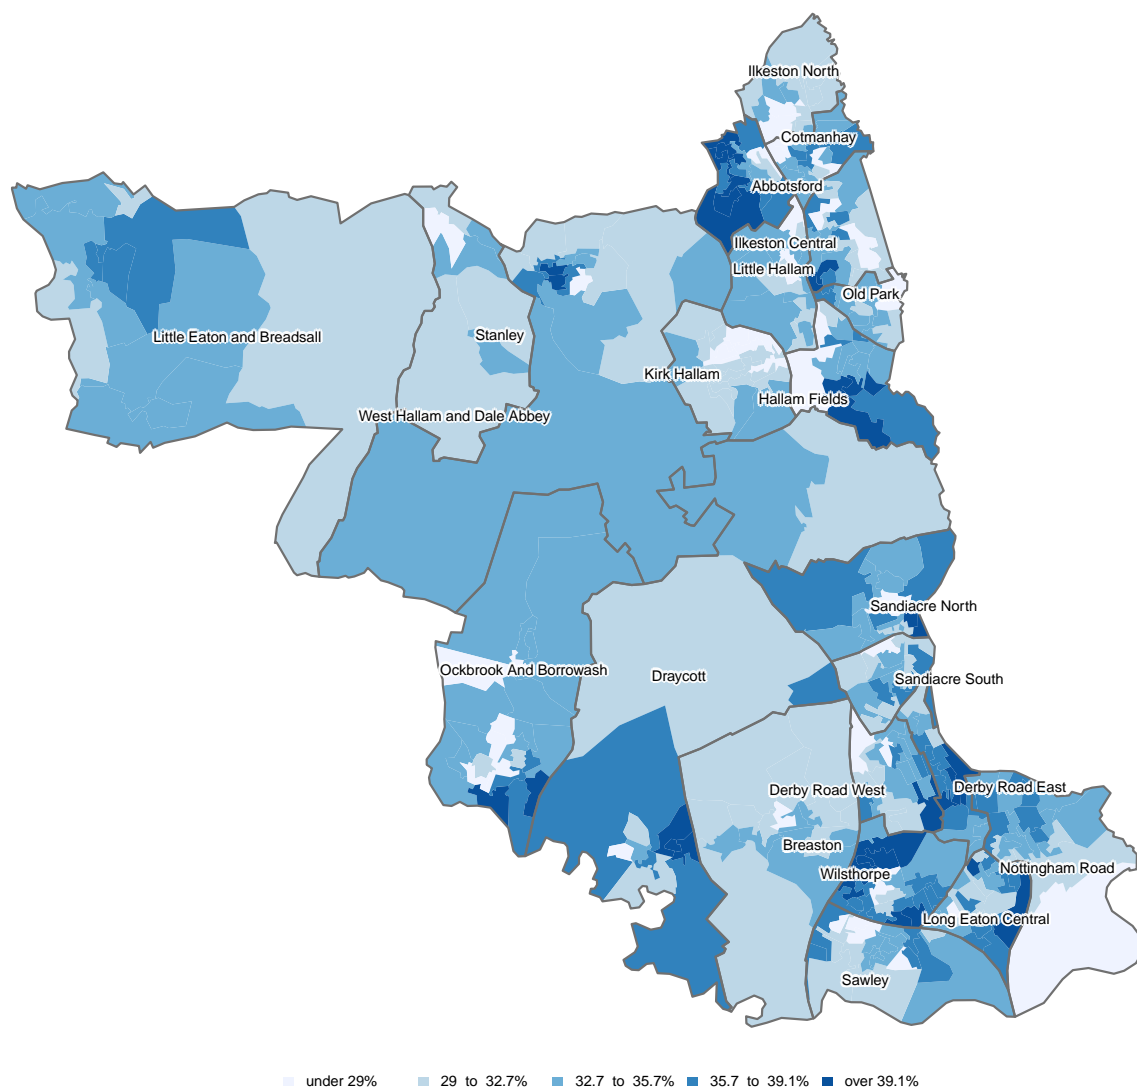 Ilkeston North
Cotmanhay
Abbotsford
Ilkeston Central
Little Hallam
Old Park
Little Eaton and Breadsall
Stanley
Kirk Hallam
Hallam Fields
West Hallam and Dale Abbey
Sandiacre North
Ockbrook And Borrowash
Draycott
Sandiacre South
Derby Road West
Derby Road East
Breaston
Nottingham Road
Wilsthorpe
Long Eaton Central
Sawley
under 29% 29 to 32.7% 32.7 to 35.7% 35.7 to 39.1% over 39.1%